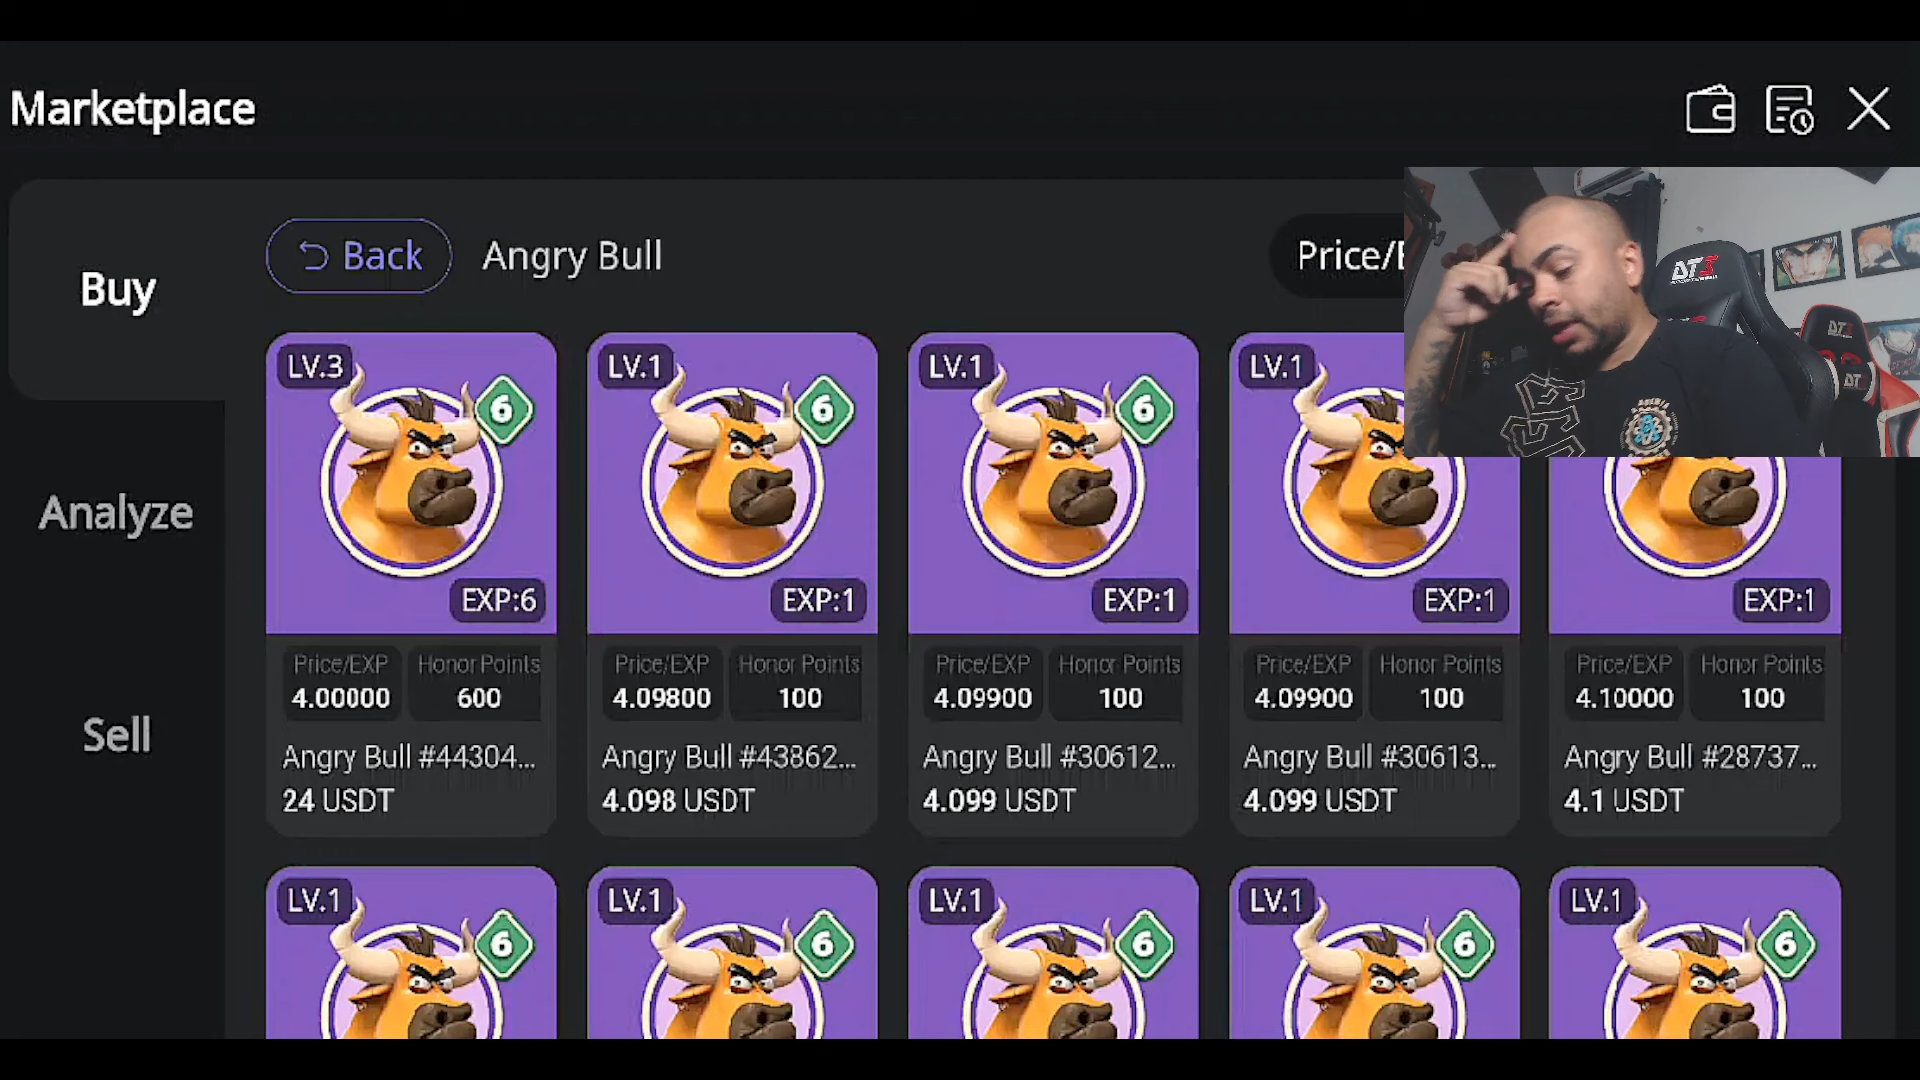 Marketplace
Buy
Analyze
Sell
Back
Angry Bull
Price/E
LV.3
6
EXP:6
Price/EXP
4.00000
Honor Points
600
Angry Bull #44304...
24 USDT
LV.1
6
EXP:1
Price/EXP
4.09800
Honor Points
100
Angry Bull #43862...
4.098 USDT
LV.1
6
EXP:1
Price/EXP
4.09900
Honor Points
100
Angry Bull #30612...
4.099 USDT
LV.1
EXP:1
Price/EXP
4.09900
Honor Points
100
Angry Bull #30613...
4.099 USDT
EXP:1
Price/EXP
4.10000
Honor Points
100
Angry Bull #28737...
4.1 USDT
LV.1
6
LV.1
6
LV.1
6
LV.1
6
LV.1
6
DT3
DT3
DT